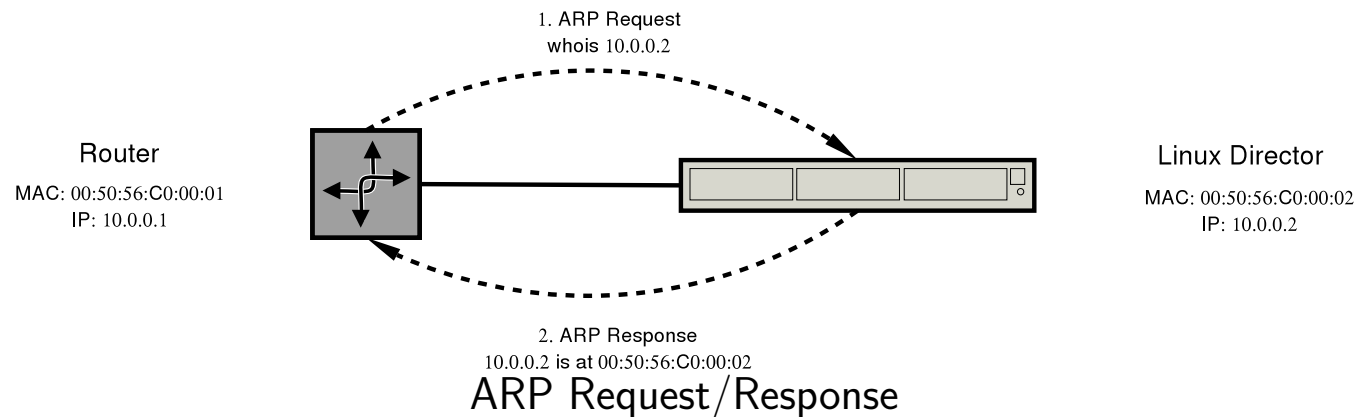 1. ARP Request
whois 10.0.0.2
Router
MAC: 00:50:56:C0:00:01
IP: 10.0.0.1
Linux Director
MAC: 00:50:56:C0:00:02
IP: 10.0.0.2
2. ARP Response
10.0.0.2 is at 00:50:56:C0:00:02
ARP Request/Response